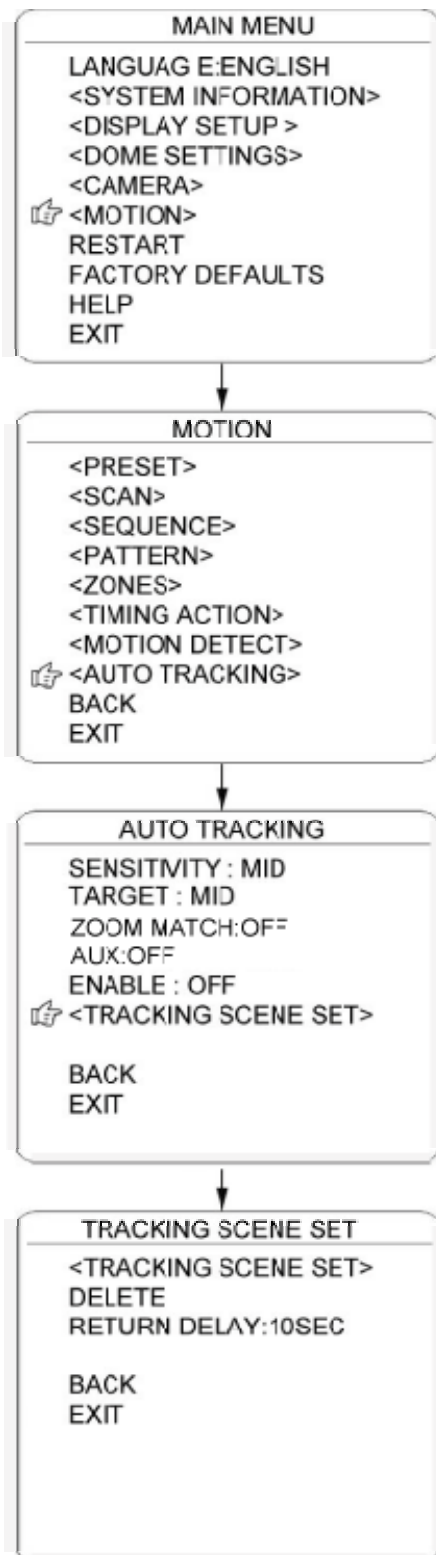 MAIN MENU
LANGUAG E:ENGLISH
<SYSTEM INFORMATION>
<DISPLAY SETUP >
<DOME SETTINGS>
<CAMERA>
<MOTION>
RESTART
FACTORY DEFAULTS
HELP
EXIT
MOTION
<PRESET>
<SCAN>
<SEQUENCE>
<PATTERN>
<ZONES>
<TIMING ACTION>
<MOTION DETECT>
<AUTO TRACKING>
BACK
EXIT
AUTO TRACKING
SENSITIVITY : MID
TARGET : MID
ZOOM MATCH:OFF
AUX:OFF
ENABLE : OFF
<TRACKING SCENE SET>
BACK
EXIT
TRACKING SCENE SET
<TRACKING SCENE SET>
DELETE
RETURN DELAY:10SEC
BACK
EXIT